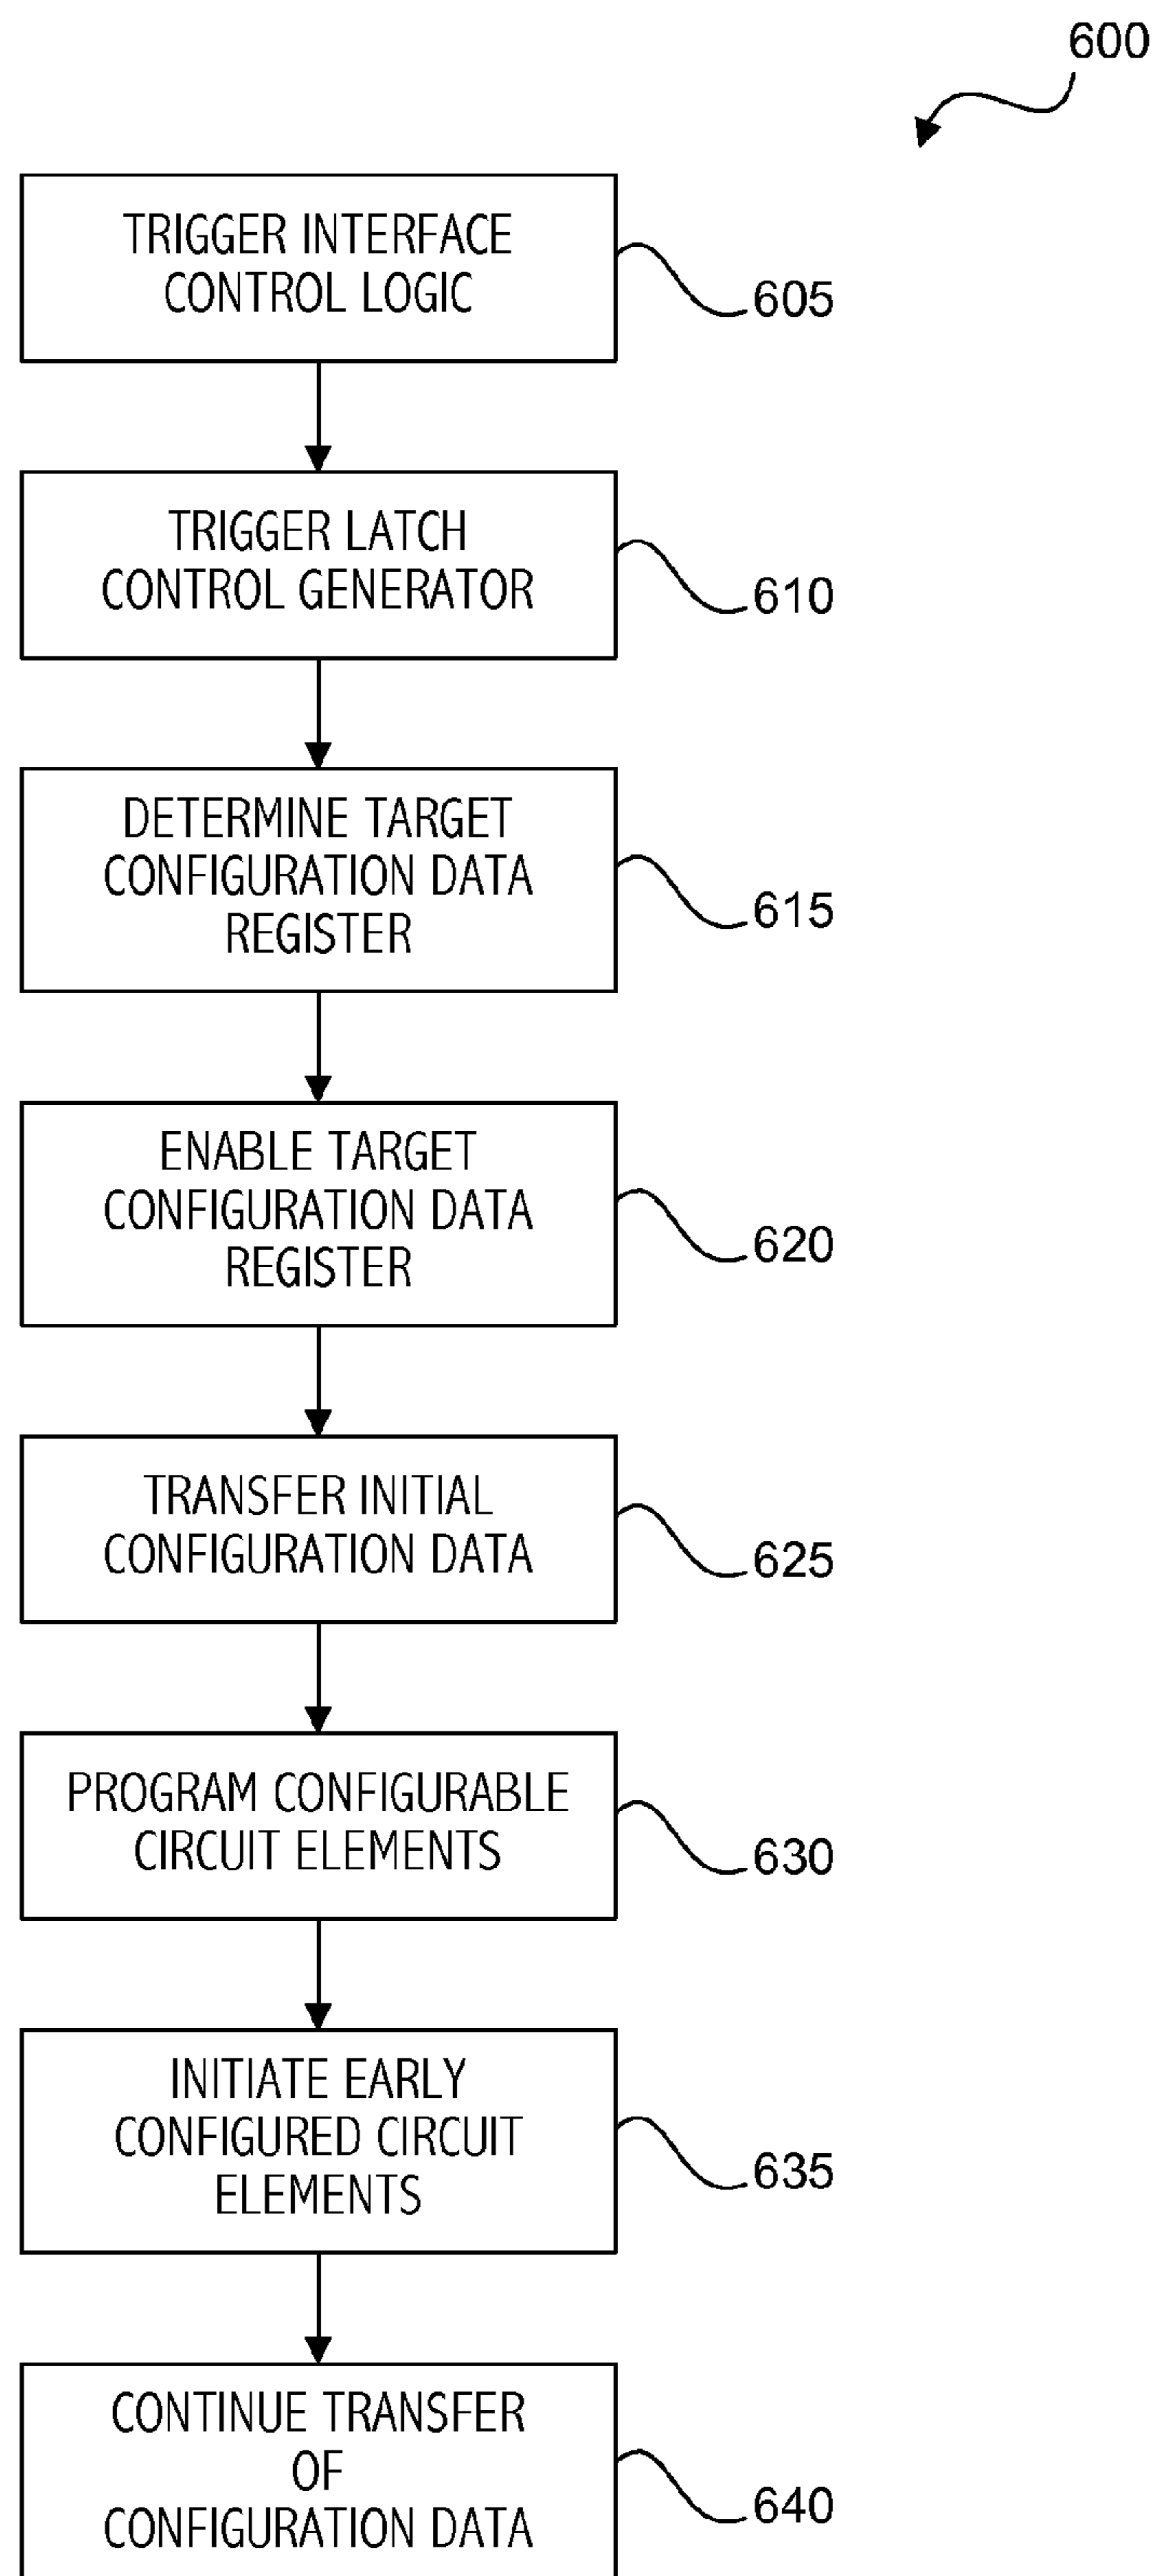 600
TRIGGER INTERFACE
CONTROL LOGIC
605
TRIGGER LATCH
CONTROL GENERATOR
610
DETERMINE TARGET
CONFIGURATION DATA
REGISTER
615
ENABLE TARGET
CONFIGURATION DATA
REGISTER
620
TRANSFER INITIAL
CONFIGURATION DATA
625
PROGRAM CONFIGURABLE
CIRCUIT ELEMENTS
630
INITIATE EARLY
CONFIGURED CIRCUIT
ELEMENTS
635
CONTINUE TRANSFER
OF
CONFIGURATION DATA
640